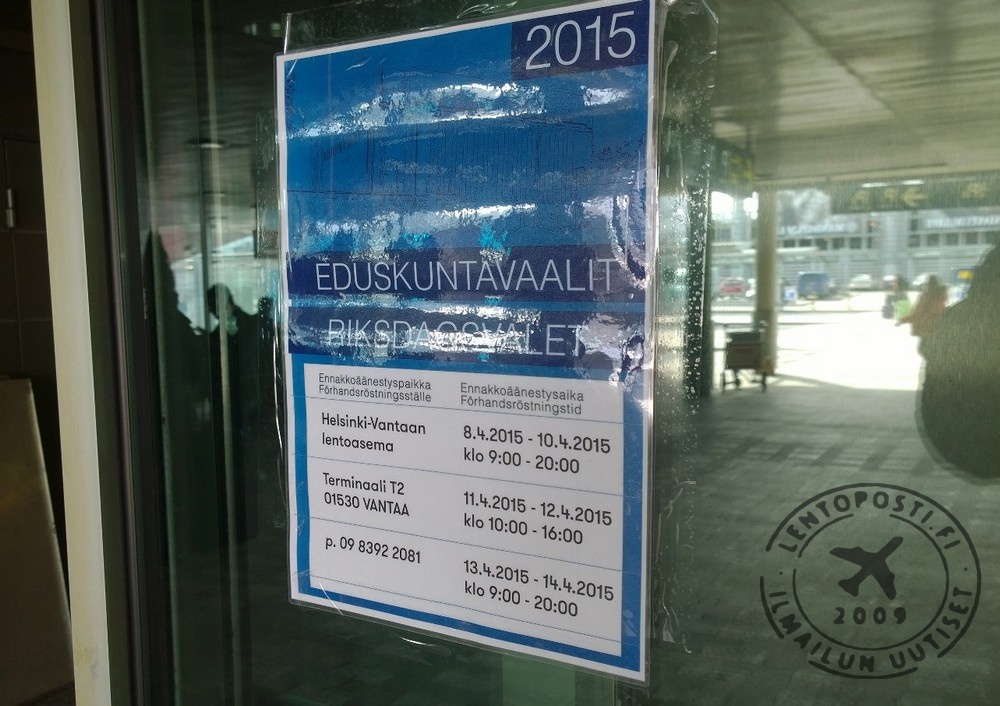 2015
EDUSKUNTAVAALIT
RIKSDAGSVALET
Ennakkoäänestyspaikka
Förhandsröstningsställe
Ennakkoäänestysaika
Förhandsröstningstid
Helsinki-Vantaan
lentoasema
8.4.2015 - 10.4.2015
klo 9:00 - 20:00
Terminaali T2
01530 VANTAA
11.4.2015 - 12.4.2015
klo 10:00 - 16:00
p. 09 8392 2081
13.4.2015 - 14.4.2015
klo 9:00 - 20:00
LENTOPOSTI.FI
2009
ILMAILUN UUTISET